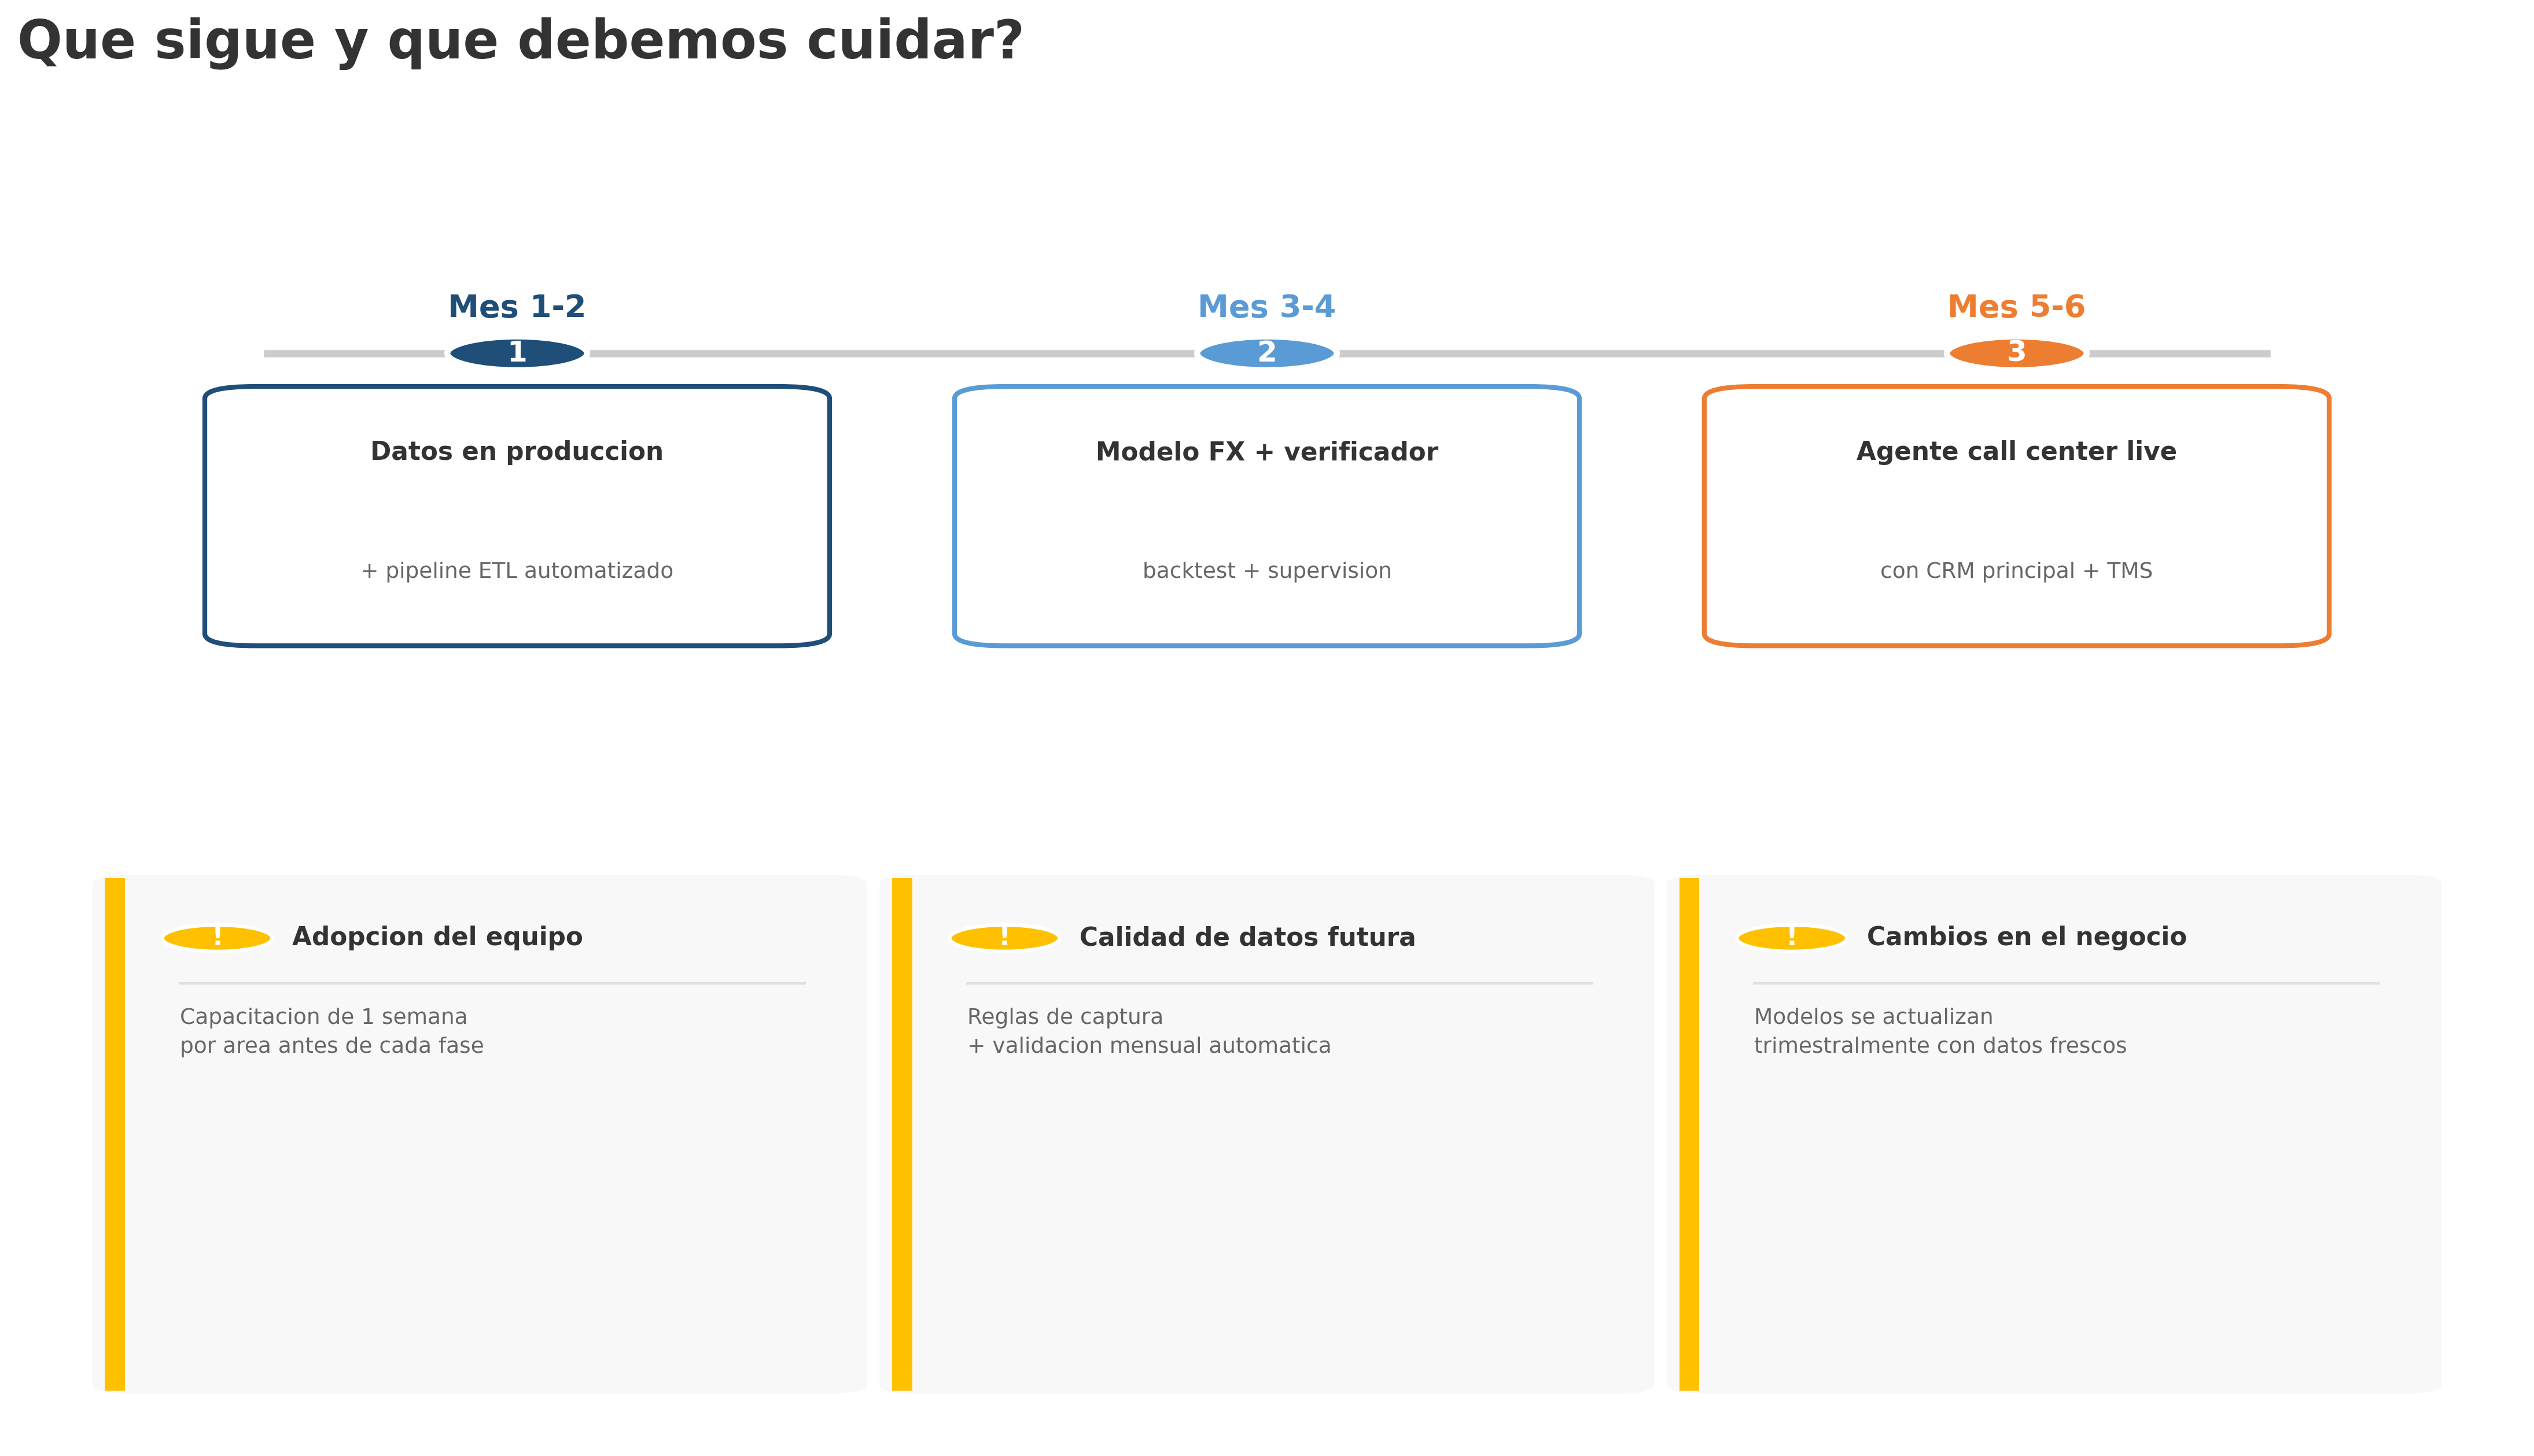 Que sigue y que debemos cuidar?
Mes 1-2
Mes 3-4
Mes 5-6
1
2
3
Datos en produccion
+ pipeline ETL automatizado
Modelo FX + verificador
backtest + supervision
Agente call center live
con CRM principal + TMS
! Adopcion del equipo
Capacitacion de 1 semana
por area antes de cada fase
! Calidad de datos futura
Reglas de captura
+ validacion mensual automatica
! Cambios en el negocio
Modelos se actualizan
trimestralmente con datos frescos